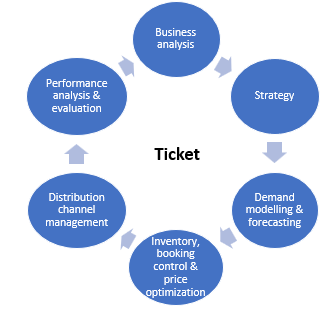 Business
analysis
Strategy
Demand
modelling &
forecasting
Inventory,
booking
control &
price
optimization
Distribution
channel
management
Performance
analysis &
evaluation
Ticket